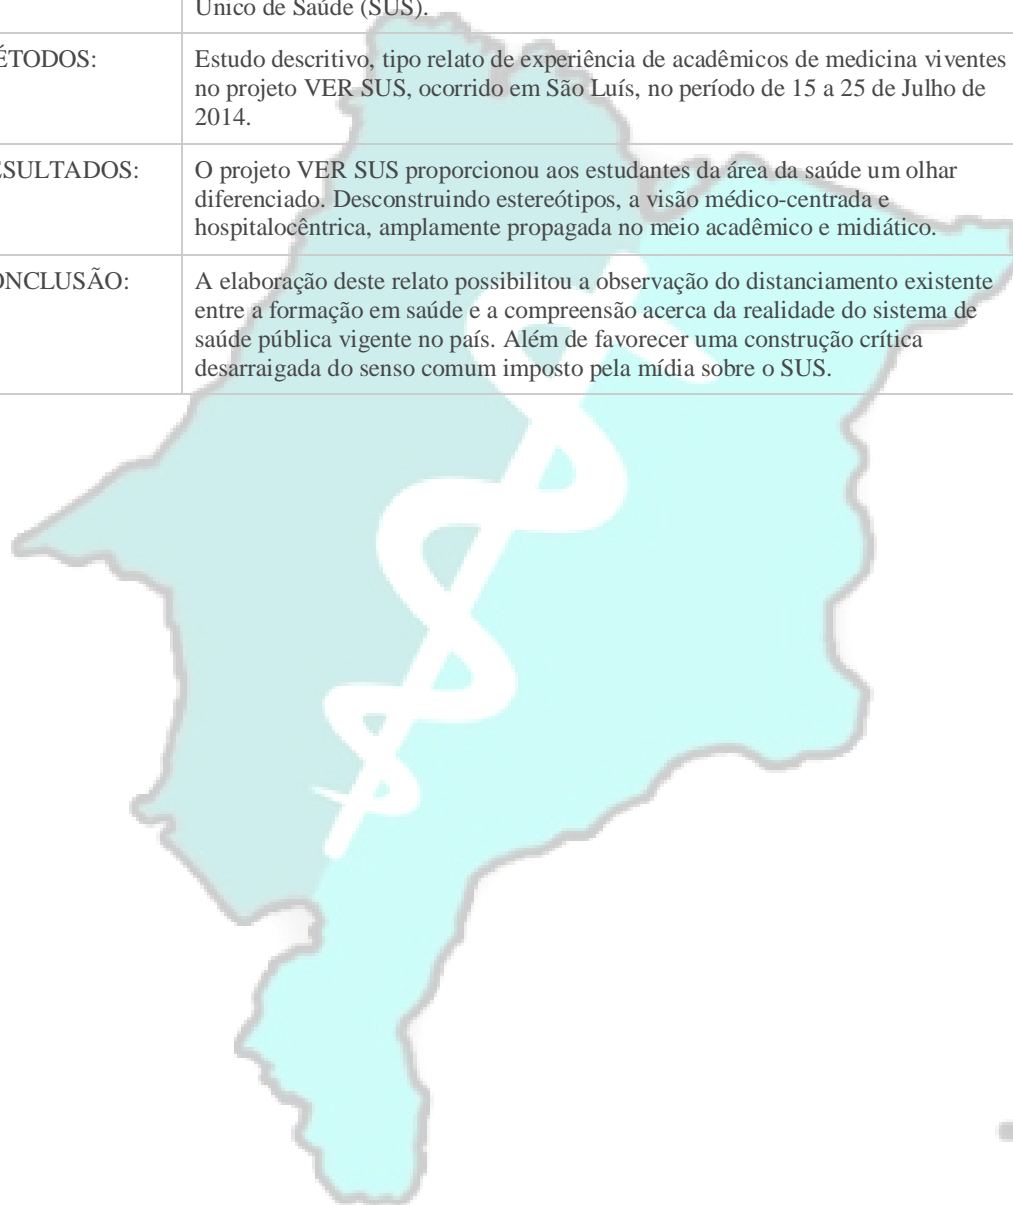 Único de Saúde (SUS).
ÉTODOS:
Estudo descritivo, tipo relato de experiência de acadêmicos de medicina viventes
no projeto VER SUS, ocorrido em São Luís, no período de 15 a 25 de Julho de
2014.
ESULTADOS:
O projeto VER SUS proporcionou aos estudantes da área da saúde um olhar
diferenciado. Desconstruindo estereótipos, a visão médico-centrada e
hospitalocêntrica, amplamente propagada no meio acadêmico e midiático.
ONCLUSÃO:
A elaboração deste relato possibilitou a observação do distanciamento existente
entre a formação em saúde e a compreensão acerca da realidade do sistema de
saúde pública vigente no país. Além de favorecer uma construção crítica
desarraigada do senso comum imposto pela mídia sobre o SUS.